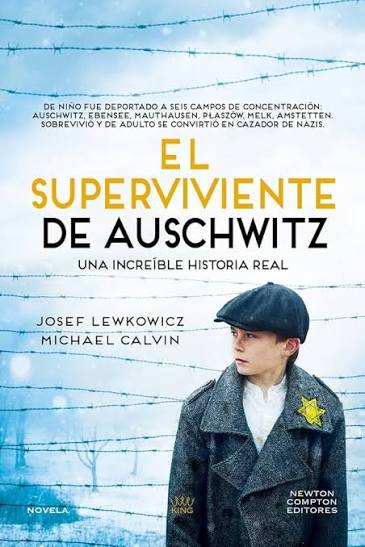 DE NIÑO FUE DEPORTADO A SEIS CAMPOS DE CONCENTRACIÓN:
AUSCHWITZ, EBENSEE, MAUTHAUSEN, PŁASZÓW, MELK, AMSTETTEN.
SOBREVIVIÓ Y DE ADULTO SE CONVIRTIÓ EN CAZADOR DE NAZIS.
EL
SUPERVIVIENTE
DE AUSCHWITZ
UNA INCREÍBLE HISTORIA REAL
JOSEF LEWKOWICZ
MICHAEL CALVIN
NOVELA
KING
NEWTON
COMPTON
EDITORES